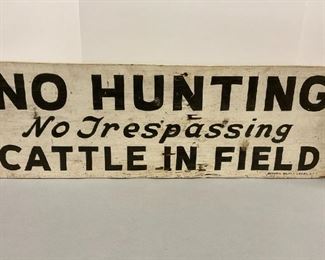 NO HUNTING
No Trespassing
CATTLE IN FIELD